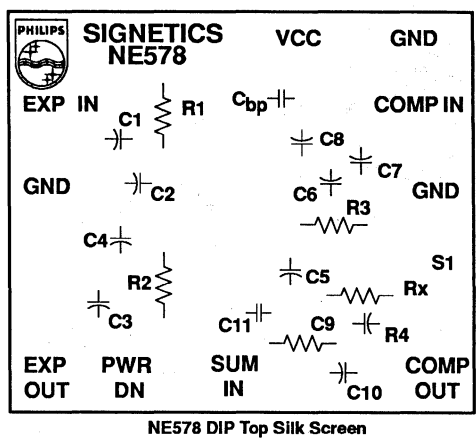 PHILIPS
SIGNETICS
NE578
VCC
GND
EXP IN
C1
R1
Cbp
COMP IN
C8
C7
GND
C2
C6
GND
R3
C4
S1
R2
C5
Rx
C3
C11
C9
R4
EXP
OUT
PWR
DN
SUM
IN
C10
COMP
OUT
NE578 DIP Top Silk Screen